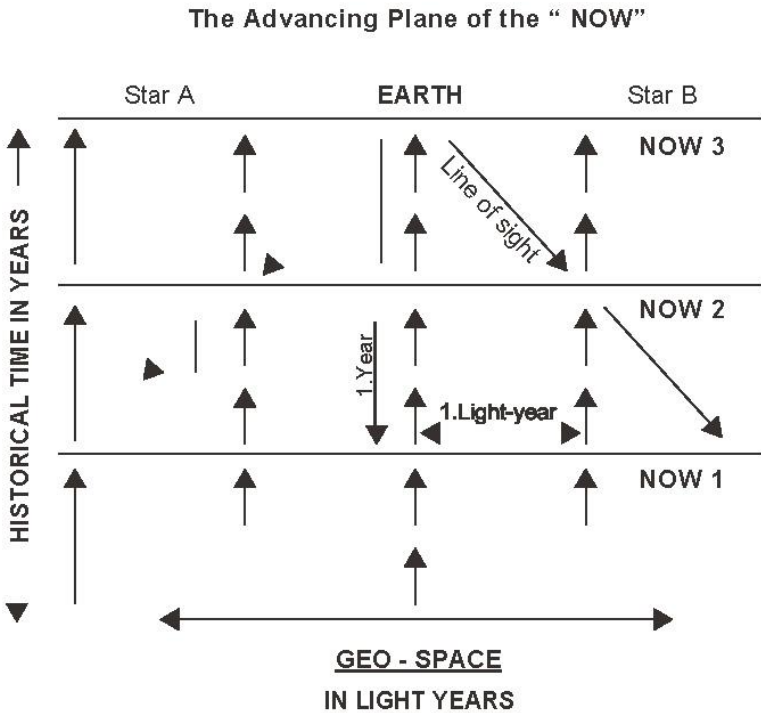 The Advancing Plane of the “ NOW”
Star A
EARTH
Star B
NOW 3
Line of sight
HISTORICAL TIME IN YEARS
NOW 2
1.Year
1.Light-year
NOW 1
GEO - SPACE
IN LIGHT YEARS